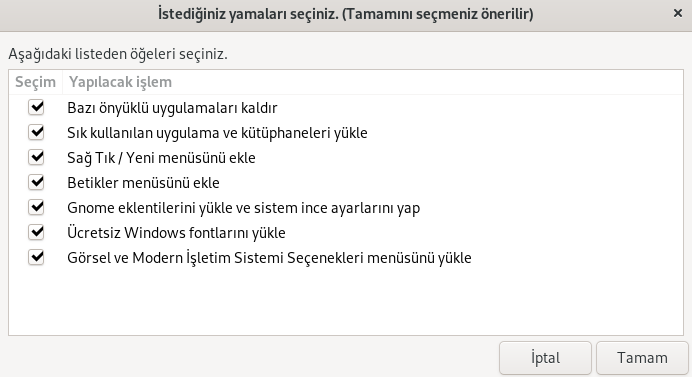 İstediğiniz yamaları seçiniz. (Tamamını seçmeniz önerilir)
Aşağıdaki listeden öğeleri seçiniz.
Seçim Yapılacak işlem
Bazı önyüklü uygulamaları kaldır
Sık kullanılan uygulama ve kütüphaneleri yükle
Sağ Tık / Yeni menüsünü ekle
Betikler menüsünü ekle
Gnome eklentilerini yükle ve sistem ince ayarlarını yap
Ücretsiz Windows fontlarını yükle
Görsel ve Modern İşletim Sistemi Seçenekleri menüsünü yükle
İptal Tamam